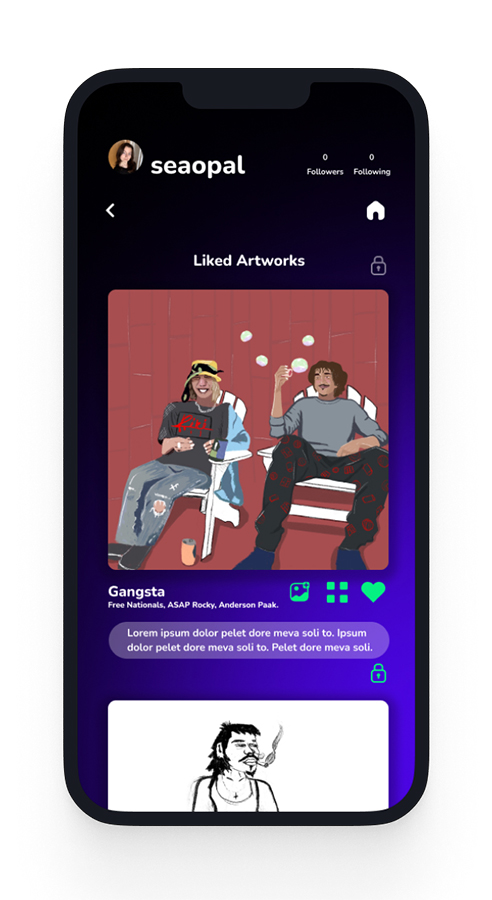 seaopal
0 0
Followers Following
Liked Artworks
Gangsta
Free Nationals, ASAP Rocky, Anderson Paak.
Lorem ipsum dolor pelet dore meva soli to. Ipsum
dolor pelet dore meva soli to. Pelet dore meva soli.